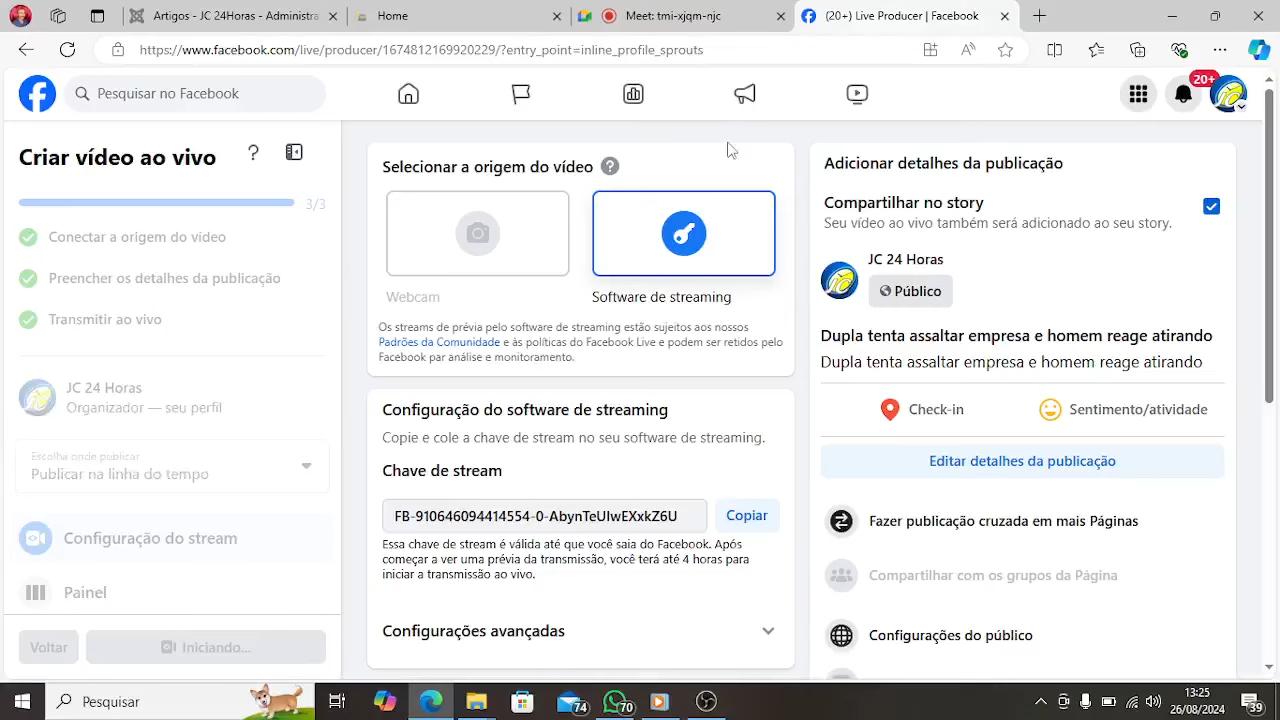 Artigos - JC 24Horas - Administra
Home
Meet: tmi-xjqm-njc
(20+) Live Producer | Facebook
https://www.facebook.com/live/producer/1674812169920229/?entry_point=inline_profile_sprouts
Pesquisar no Facebook
20+
Criar vídeo ao vivo
3/3
Conectar a origem do vídeo
Preencher os detalhes da publicação
Transmitir ao vivo
JC 24 Horas
Organizador — seu perfil
Escolha onde publicar
Publicar na linha do tempo
Configuração do stream
Painel
Voltar
Iniciando...
Selecionar a origem do vídeo
Webcam
Software de streaming
Os streams de prévia pelo software de streaming estão sujeitos aos nossos
Padrões da Comunidade e às políticas do Facebook Live e podem ser retidos pelo
Facebook par análise e monitoramento.
Configuração do software de streaming
Copie e cole a chave de stream no seu software de streaming.
Chave de stream
FB-910646094414554-0-AbynTeUIwEXxkZ6U
Copiar
Essa chave de stream é válida até que você saia do Facebook. Após
começar a ver uma prévia da transmissão, você terá até 4 horas para
iniciar a transmissão ao vivo.
Configurações avançadas
Adicionar detalhes da publicação
Compartilhar no story
Seu vídeo ao vivo também será adicionado ao seu story.
JC 24 Horas
Público
Dupla tenta assaltar empresa e homem reage atirando
Dupla tenta assaltar empresa e homem reage atirando
Check-in
Sentimento/atividade
Editar detalhes da publicação
Fazer publicação cruzada em mais Páginas
Compartilhar com os grupos da Página
Configurações do público
Pesquisar
74
70
13:25
26/08/2024
39